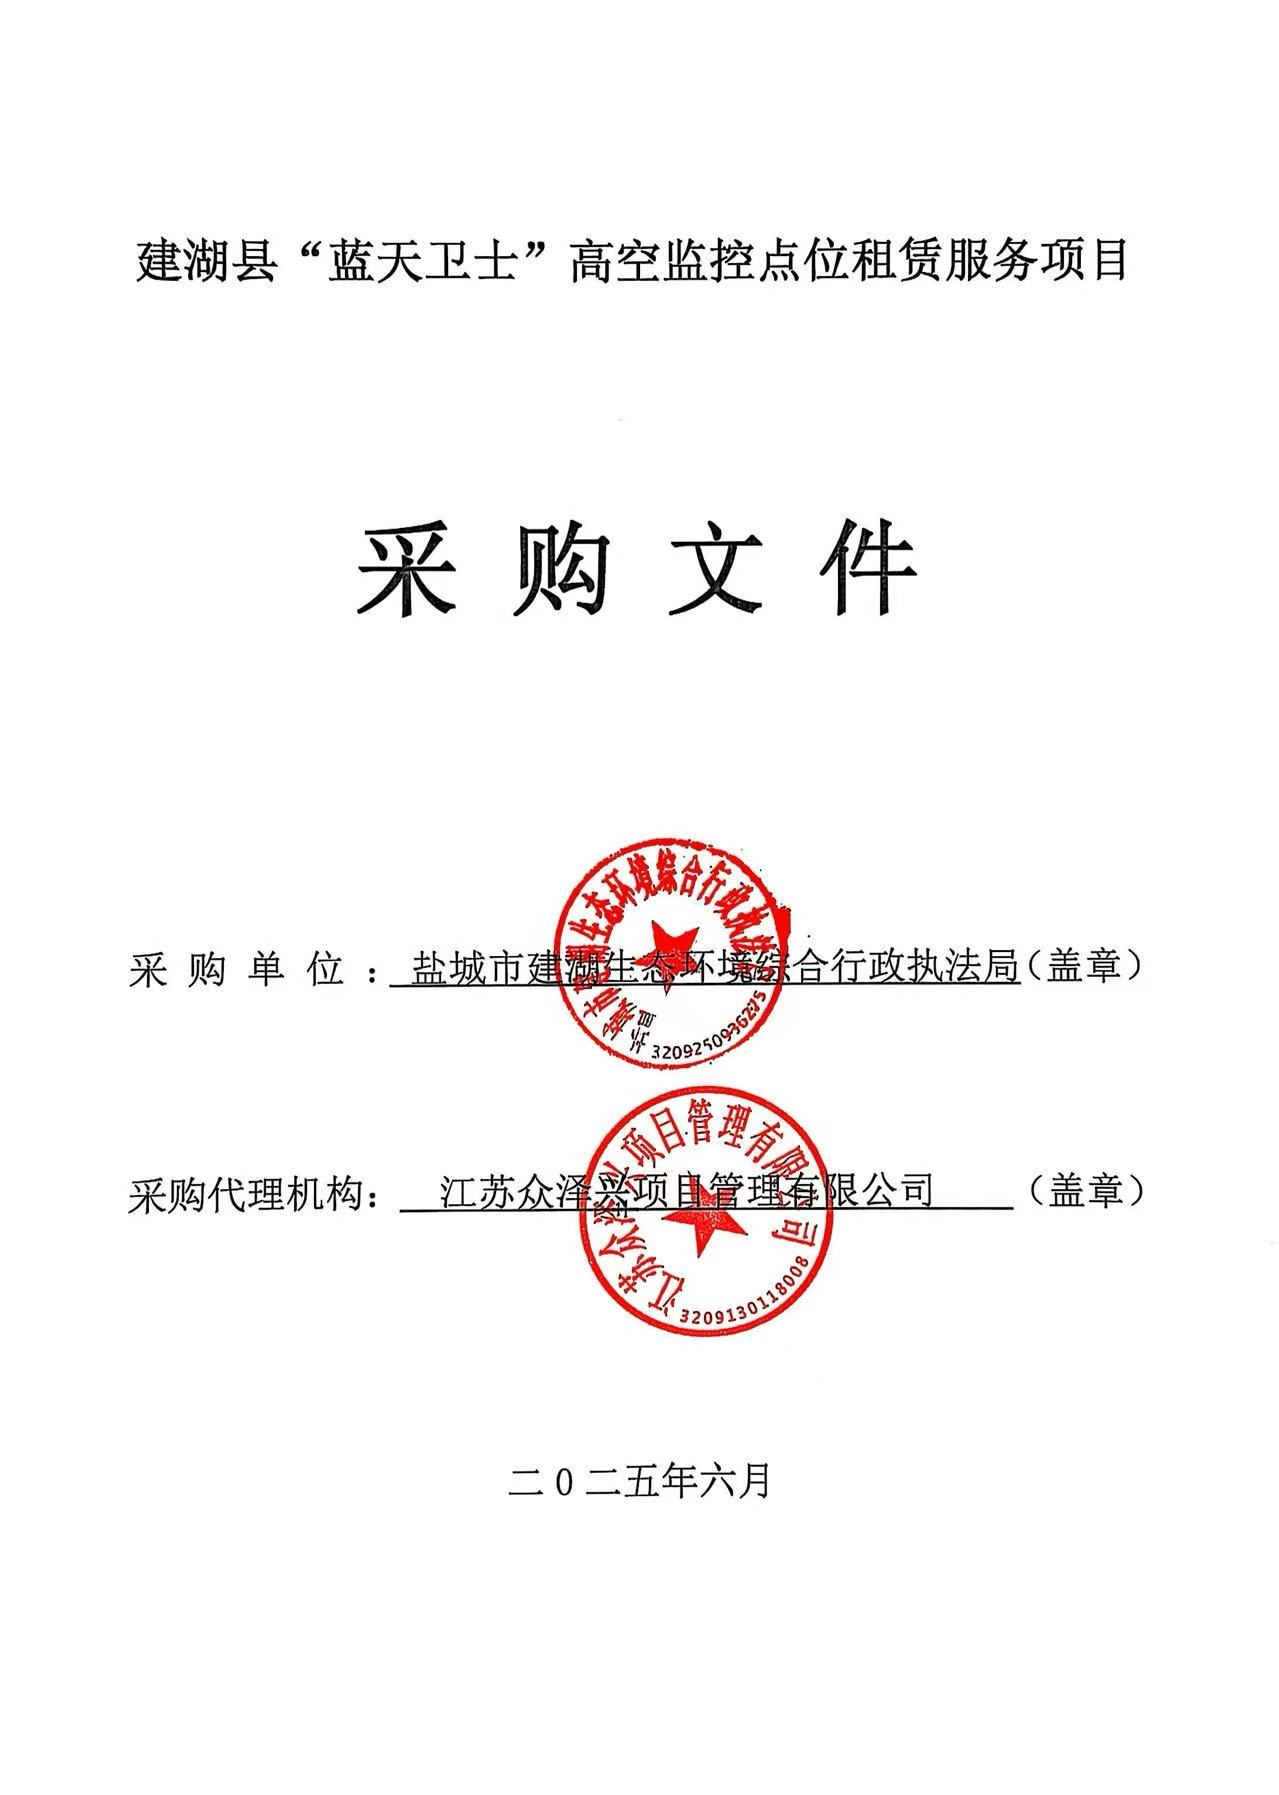 建湖县“蓝天卫士”高空监控点位租赁服务项目
采购文件
采购单位：盐城市建湖生态环境综合行政执法局（盖章）
3209250936275
采购代理机构：江苏众泽兴项目管理有限公司（盖章）
江苏众泽兴项目管理有限公司
3209130118008
二0二五年六月